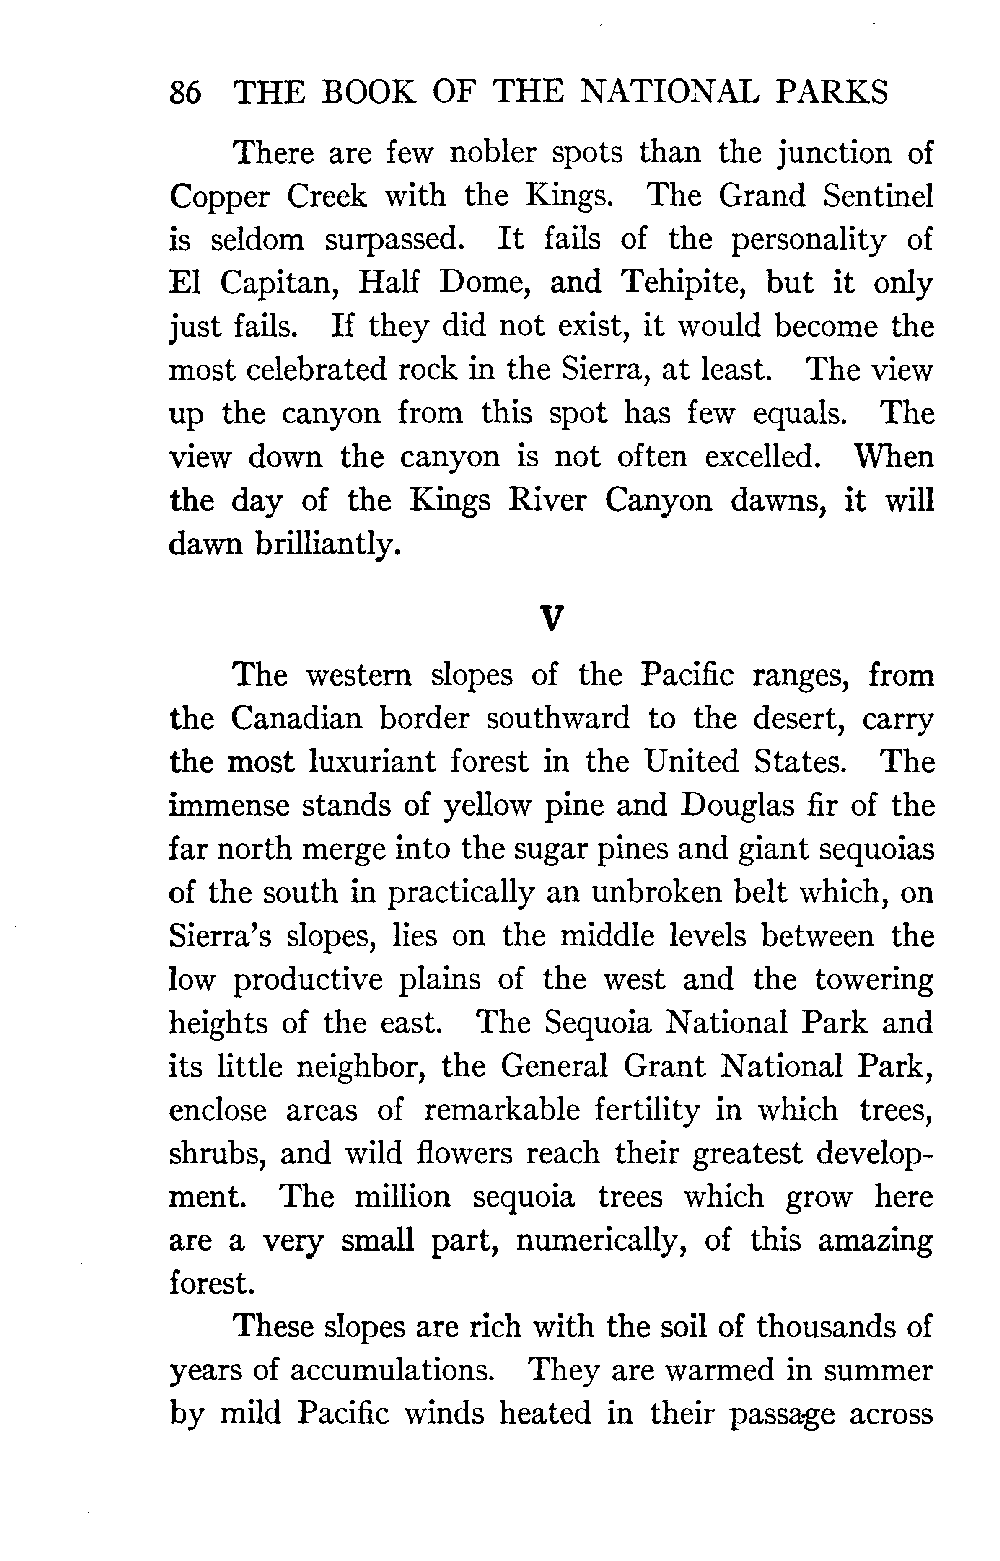 86 THE BOOK OF THE NATIONAL PARKS
There are few nobler spots than the junction of
Copper Creek with the Kings. The Grand Sentinel
is seldom surpassed. It fails of the personality of
El Capitan, Half Dome, and Tehipite, but it only
just fails. If they did not exist, it would become the
most celebrated rock in the Sierra, at least. The view
up the canyon from this spot has few equals. The
view down the canyon is not often excelled. When
the day of the Kings River Canyon dawns, it will
dawn brilliantly.
V
The western slopes of the Pacific ranges, from
the Canadian border southward to the desert, carry
the most luxuriant forest in the United States. The
immense stands of yellow pine and Douglas fir of the
far north merge into the sugar pines and giant sequoias
of the south in practically an unbroken belt which, on
Sierra's slopes, lies on the middle levels between the
low productive plains of the west and the towering
heights of the east. The Sequoia National Park and
its little neighbor, the General Grant National Park,
enclose areas of remarkable fertility in which trees,
shrubs, and wild flowers reach their greatest develop-
ment. The million sequoia trees which grow here
are a very small part, numerically, of this amazing
forest.
These slopes are rich with the soil of thousands of
years of accumulations. They are warmed in summer
by mild Pacific winds heated in their passage across